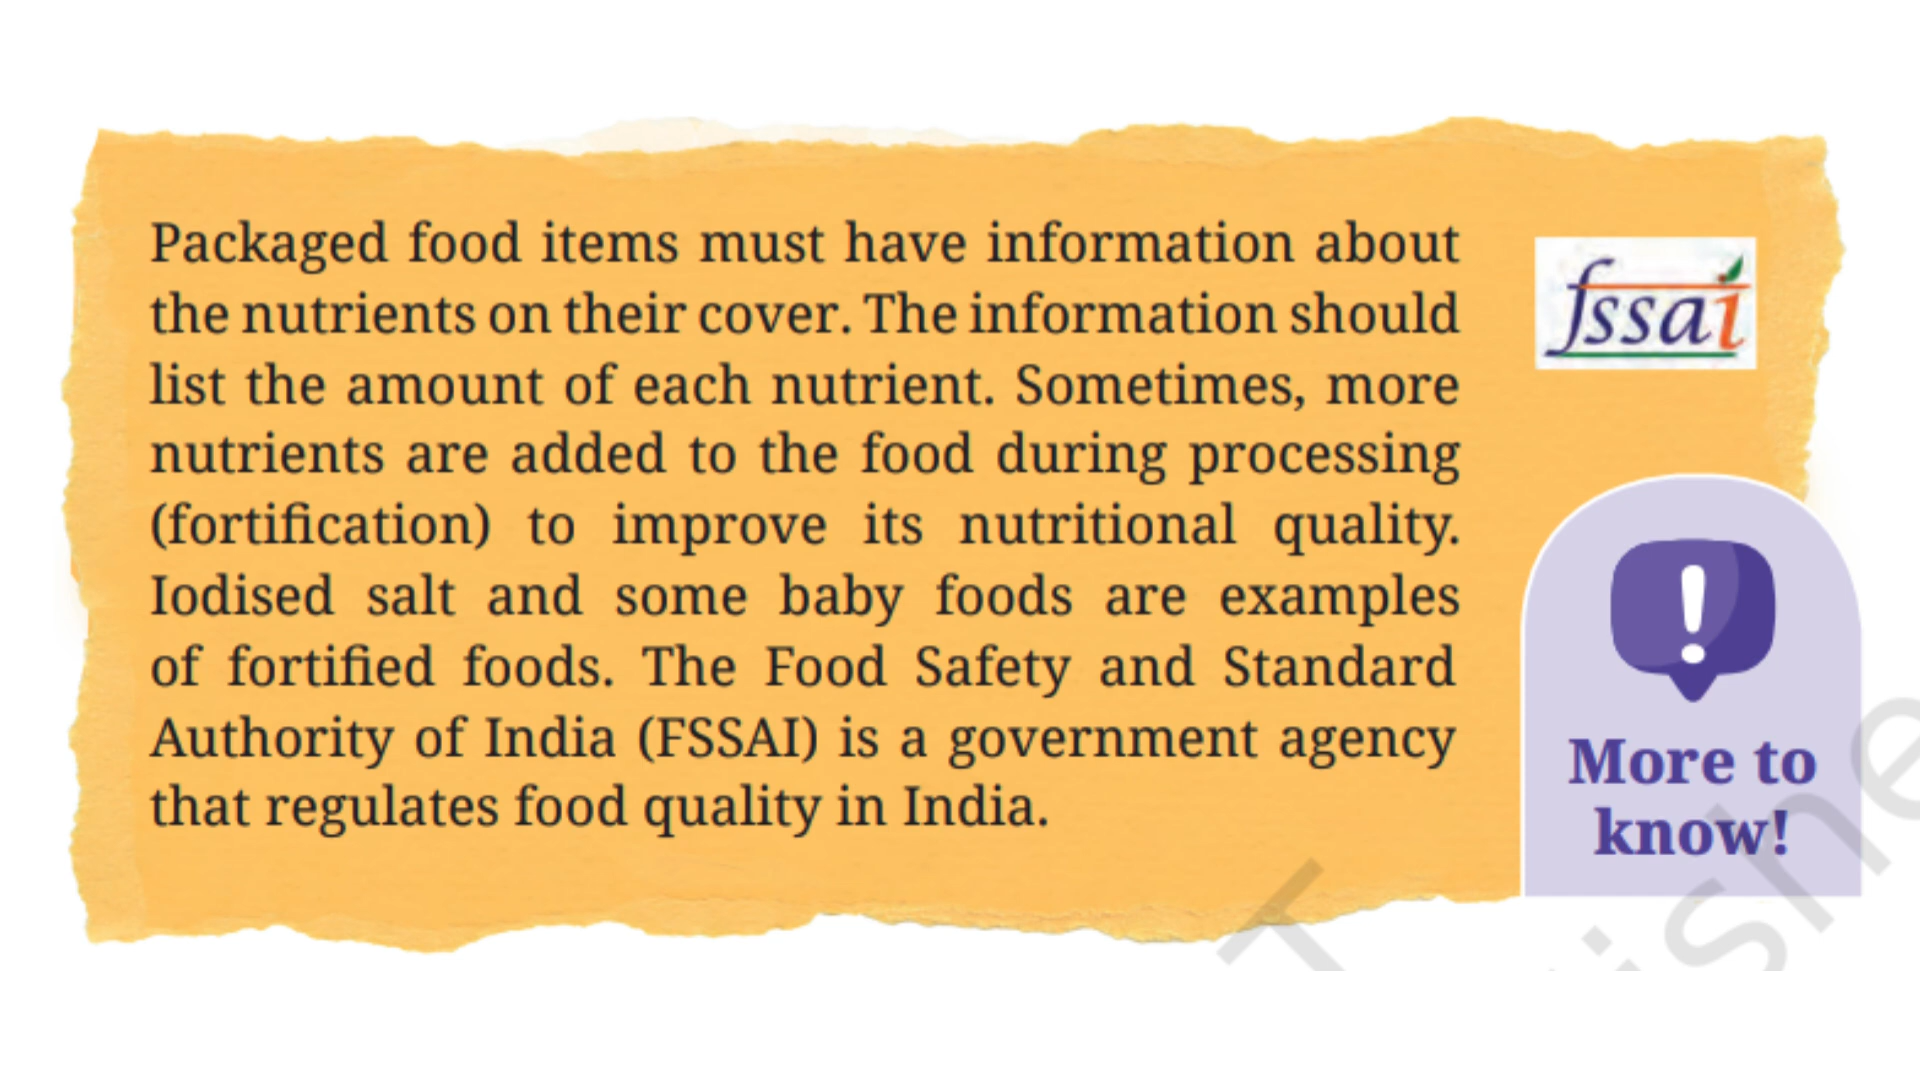 Packaged food items must have information about
the nutrients on their cover. The information should
list the amount of each nutrient. Sometimes, more
nutrients are added to the food during processing
(fortification) to improve its nutritional quality.
Iodised salt and some baby foods are examples
of fortified foods. The Food Safety and Standard
Authority of India (FSSAI) is a government agency
that regulates food quality in India.
fssai
More to
know!